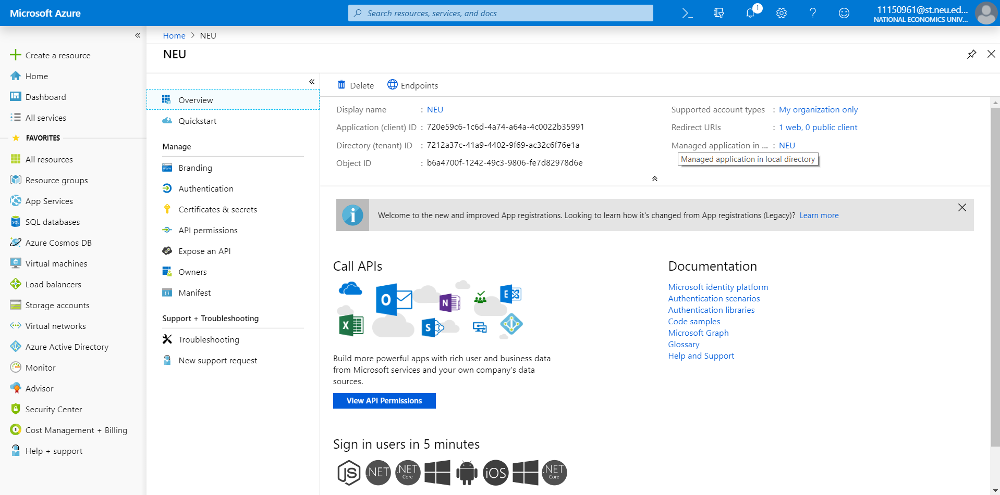 Microsoft Azure
Search resources, services, and docs
1
11150961@st.neu.ed...
NATIONAL ECONOMICS UNIV...
Home > NEU
NEU
Create a resource
Home
Dashboard
All services
FAVORITES
All resources
Resource groups
App Services
SQL databases
Azure Cosmos DB
Virtual machines
Load balancers
Storage accounts
Virtual networks
Azure Active Directory
Monitor
Advisor
Security Center
Cost Management + Billing
Help + support
Overview
Quickstart
Manage
Branding
Authentication
Certificates & secrets
API permissions
Expose an API
Owners
Manifest
Support + Troubleshooting
Troubleshooting
New support request
Delete
Endpoints
Display name : NEU
Application (client) ID : 720e59c6-1c6d-4a74-a64a-4c0022b35991
Directory (tenant) ID : 7212a37c-41a9-4402-9f69-ac32c6f76e1a
Object ID : b6a4700f-1242-49c3-9806-fe7d82978d6e
Supported account types : My organization only
Redirect URIs : 1 web, 0 public client
Managed application in ... : NEU
Managed application in local directory
Welcome to the new and improved App registrations. Looking to learn how it's changed from App registrations (Legacy)? Learn more
Call APIs
Build more powerful apps with rich user and business data
from Microsoft services and your own company's data
sources.
View API Permissions
Documentation
Microsoft identity platform
Authentication scenarios
Authentication libraries
Code samples
Microsoft Graph
Glossary
Help and Support
Sign in users in 5 minutes
JS
.NET
.NET Core
iOS
.NET Core